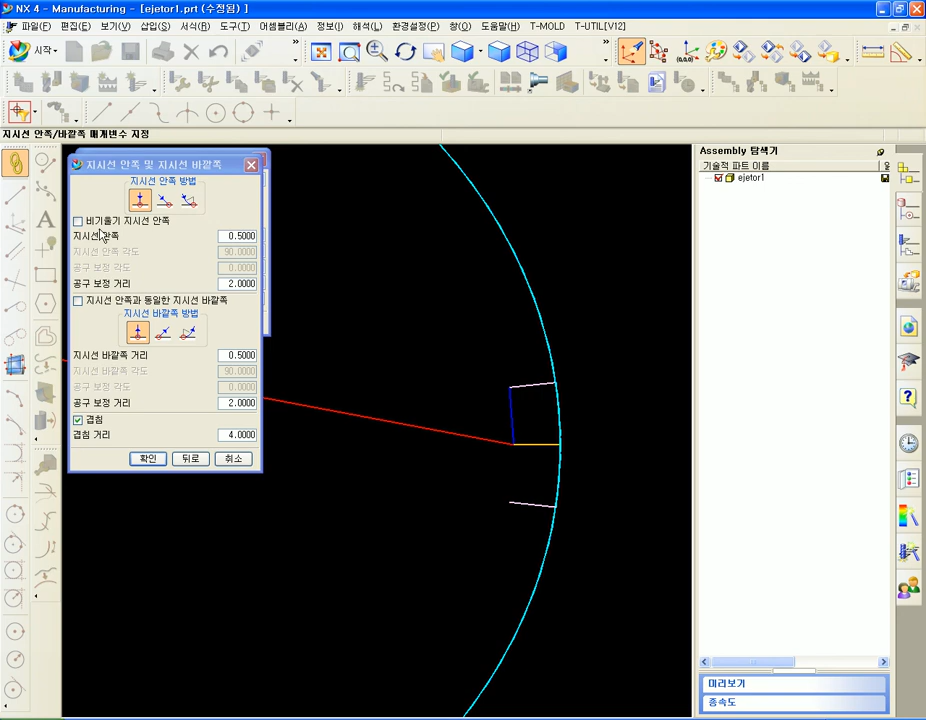 NX 4 - Manufacturing - [ejetor1.prt (수정됨) ]
파일(F) 편집(E) 보기(V) 삽입(S) 서석(R) 도구(T) 어셈블리(A) 정보(I) 해석(L) 환경설정(P) 창(O) 도움말(H) T-MOLD T-UTIL[V12]
시작
지시선 안쪽/바깥쪽 매개변수 지정
지시선 안쪽 및 지시선 바깥쪽
지시선 안쪽 방법
비기울기 지시선 안쪽
지시선 안쪽 0.5000
지시선 안쪽 각도 90.0000
공구 보정 각도 0.0000
공구 보정 거리 2.0000
지시선 안쪽과 동일한 지시선 바깥쪽
지시선 바깥쪽 방법
지시선 바깥쪽 거리 0.5000
지시선 바깥쪽 각도 90.0000
공구 보정 각도 0.0000
공구 보정 거리 2.0000
겹침
겹침 거리 4.0000
확인 뒤로 취소
Assembly 탐색기
기술적 파트 이름
ejetor1
미리보기
종속도